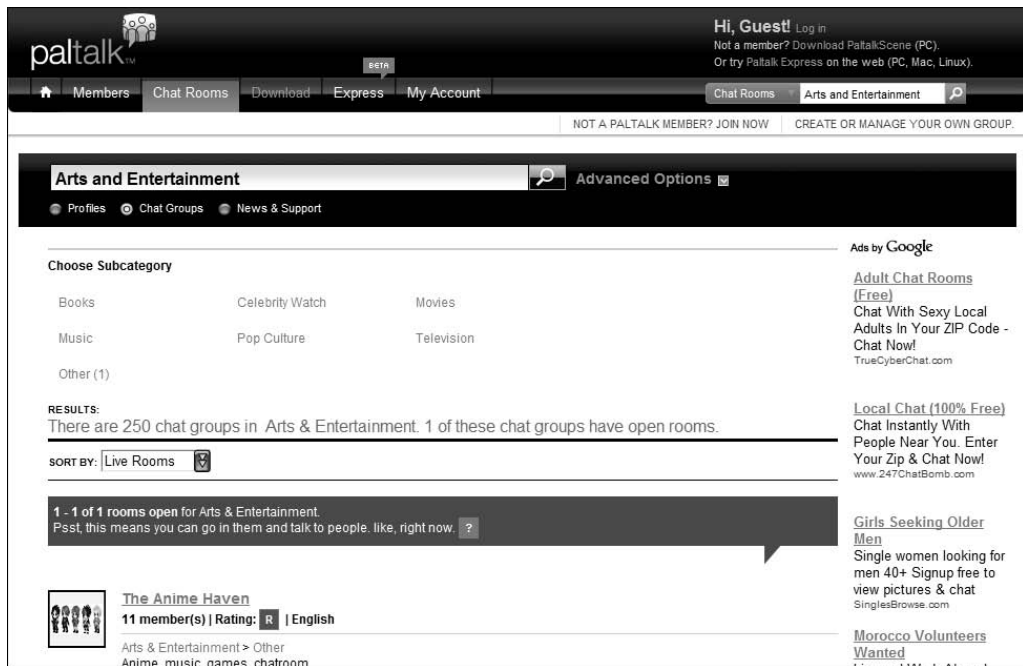 paltalk TM
Hi, Guest! Log in
Not a member? Download PaltalkScene (PC).
Or try Paltalk Express on the web (PC, Mac, Linux).
BETA
Members Chat Rooms Download Express My Account
Chat Rooms Arts and Entertainment
NOT A PALTALK MEMBER? JOIN NOW CREATE OR MANAGE YOUR OWN GROUP.
Arts and Entertainment Advanced Options
Profiles Chat Groups News & Support
Choose Subcategory
Books Celebrity Watch Movies
Music Pop Culture Television
Other (1)
RESULTS:
There are 250 chat groups in Arts & Entertainment. 1 of these chat groups have open rooms.
SORT BY: Live Rooms
1 - 1 of 1 rooms open for Arts & Entertainment.
Psst, this means you can go in them and talk to people. like, right now. ?
The Anime Haven
11 member(s) | Rating: R | English
Arts & Entertainment > Other
Anime, music, games, chatroom
Ads by Google
Adult Chat Rooms
(Free)
Chat With Sexy Local
Adults In Your ZIP Code -
Chat Now!
TrueCyberChat.com
Local Chat (100% Free)
Chat Instantly With
People Near You. Enter
Your Zip & Chat Now!
www.247ChatBomb.com
Girls Seeking Older
Men
Single women looking for
men 40+ Signup free to
view pictures & chat
SinglesBrowse.com
Morocco Volunteers
Wanted